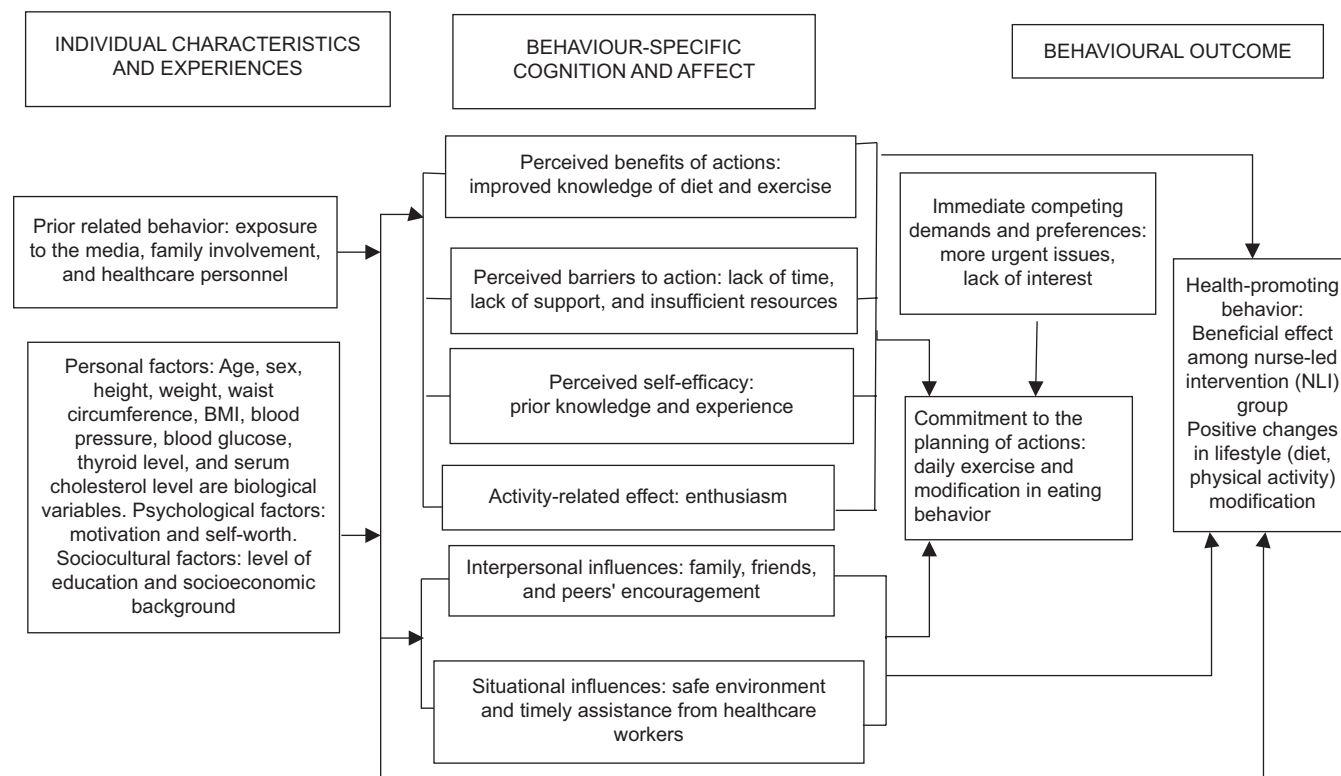 INDIVIDUAL CHARACTERISTICS
AND EXPERIENCES
BEHAVIOUR-SPECIFIC
COGNITION AND AFFECT
BEHAVIOURAL OUTCOME
Prior related behavior: exposure
to the media, family involvement,
and healthcare personnel
Personal factors: Age, sex,
height, weight, waist
circumference, BMI, blood
pressure, blood glucose,
thyroid level, and serum
cholesterol level are biological
variables. Psychological factors:
motivation and self-worth.
Sociocultural factors: level of
education and socioeconomic
background
Perceived benefits of actions:
improved knowledge of diet and exercise
Perceived barriers to action: lack of time,
lack of support, and insufficient resources
Perceived self-efficacy:
prior knowledge and experience
Activity-related effect: enthusiasm
Interpersonal influences: family, friends,
and peers' encouragement
Situational influences: safe environment
and timely assistance from healthcare
workers
Immediate competing
demands and preferences:
more urgent issues,
lack of interest
Commitment to the
planning of actions:
daily exercise and
modification in eating
behavior
Health-promoting
behavior:
Beneficial effect
among nurse-led
intervention (NLI)
group
Positive changes
in lifestyle (diet,
physical activity)
modification